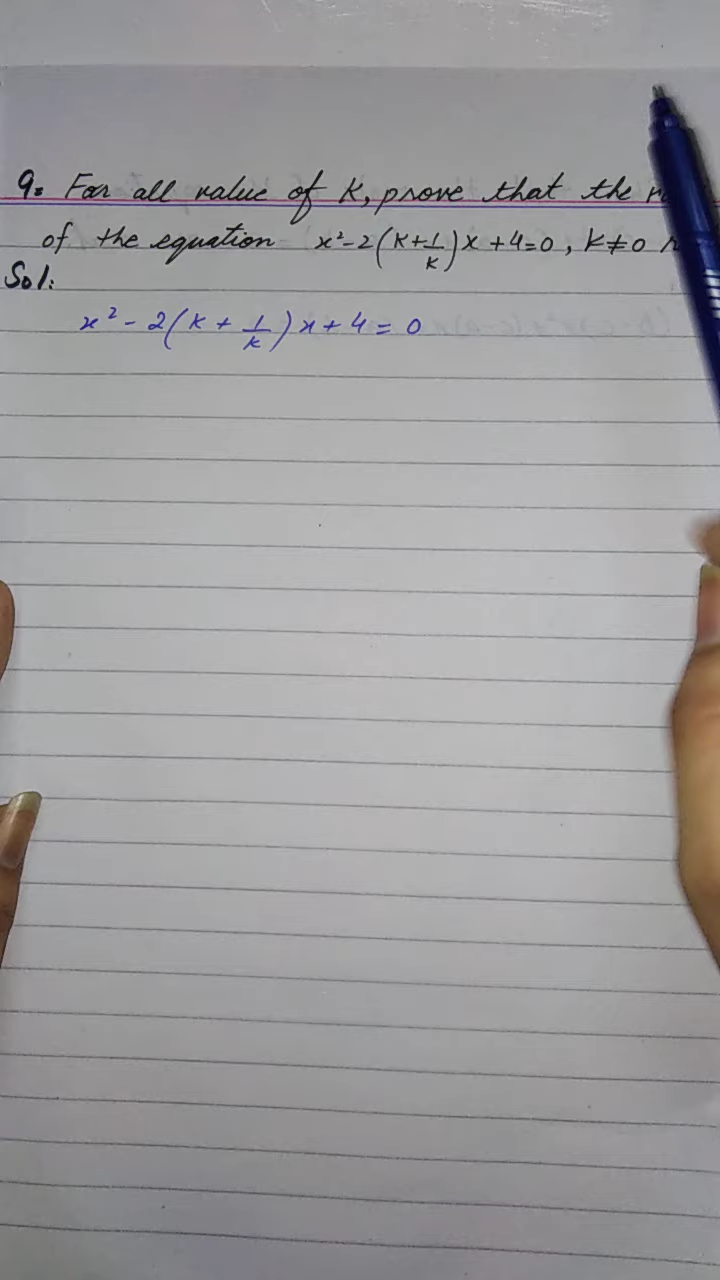 9. For all value of K, prove that the
of the equation x²-2(K+1/K)x+4=0, K≠0
Sol:
x² - 2(K + 1/K)x + 4 = 0